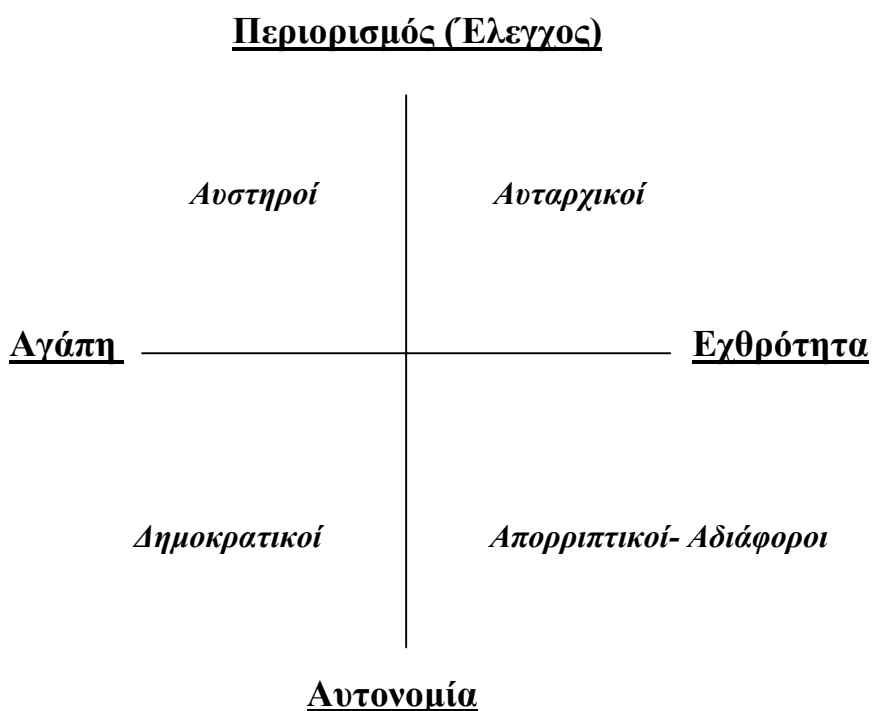 Περιορισμός (Έλεγχος)
Αυστηροί Αυταρχικοί
Αγάπη Εχθρότητα
Δημοκρατικοί Απορριπτικοί- Αδιάφοροι
Αυτονομία